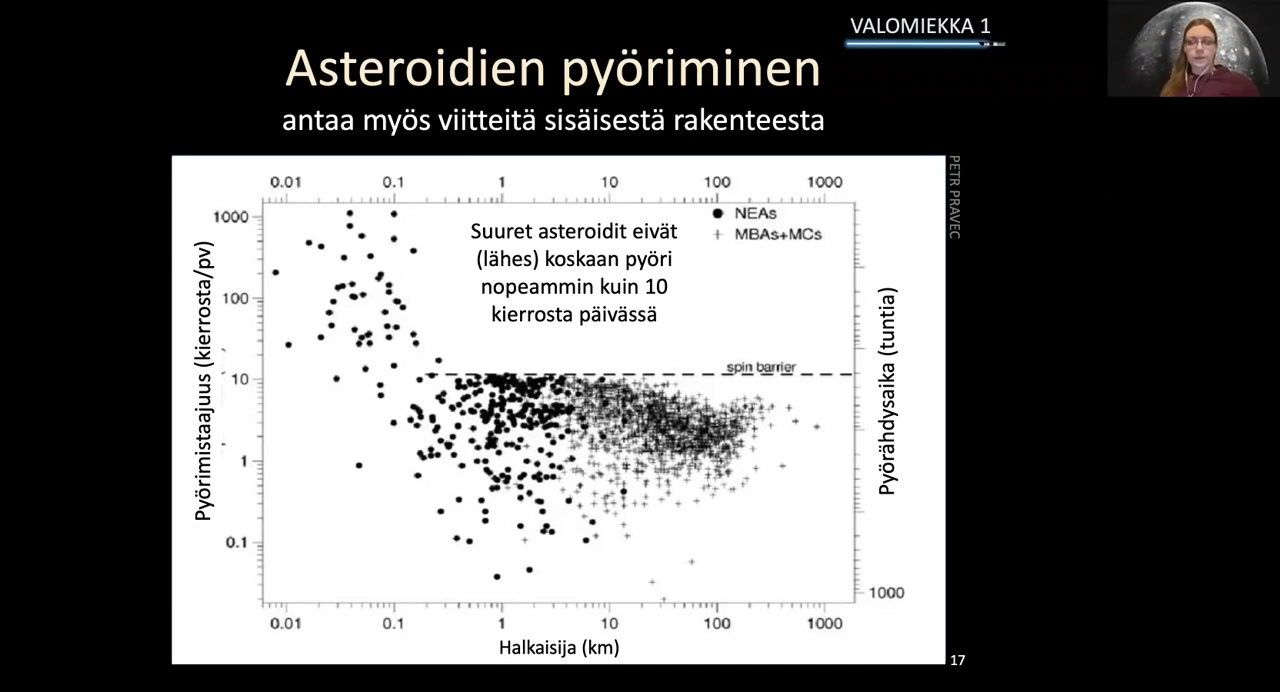 VALOMIEKKA 1
Asteroidien pyöriminen
antaa myös viitteitä sisäisestä rakenteesta
PETR PRAVEC
0.01 0.1 1 10 100 1000
NEAs
MBAs+MCs
Suuret asteroidit eivät
(lähes) koskaan pyöri
nopeammin kuin 10
kierrosta päivässä
spin barrier
Pyörimistaajuus (kierrosta/pv)
1000
100
10
1
0.1
Pyörähdysaika (tuntia)
1000
0.01 0.1 1 10 100 1000
Halkaisija (km)
17